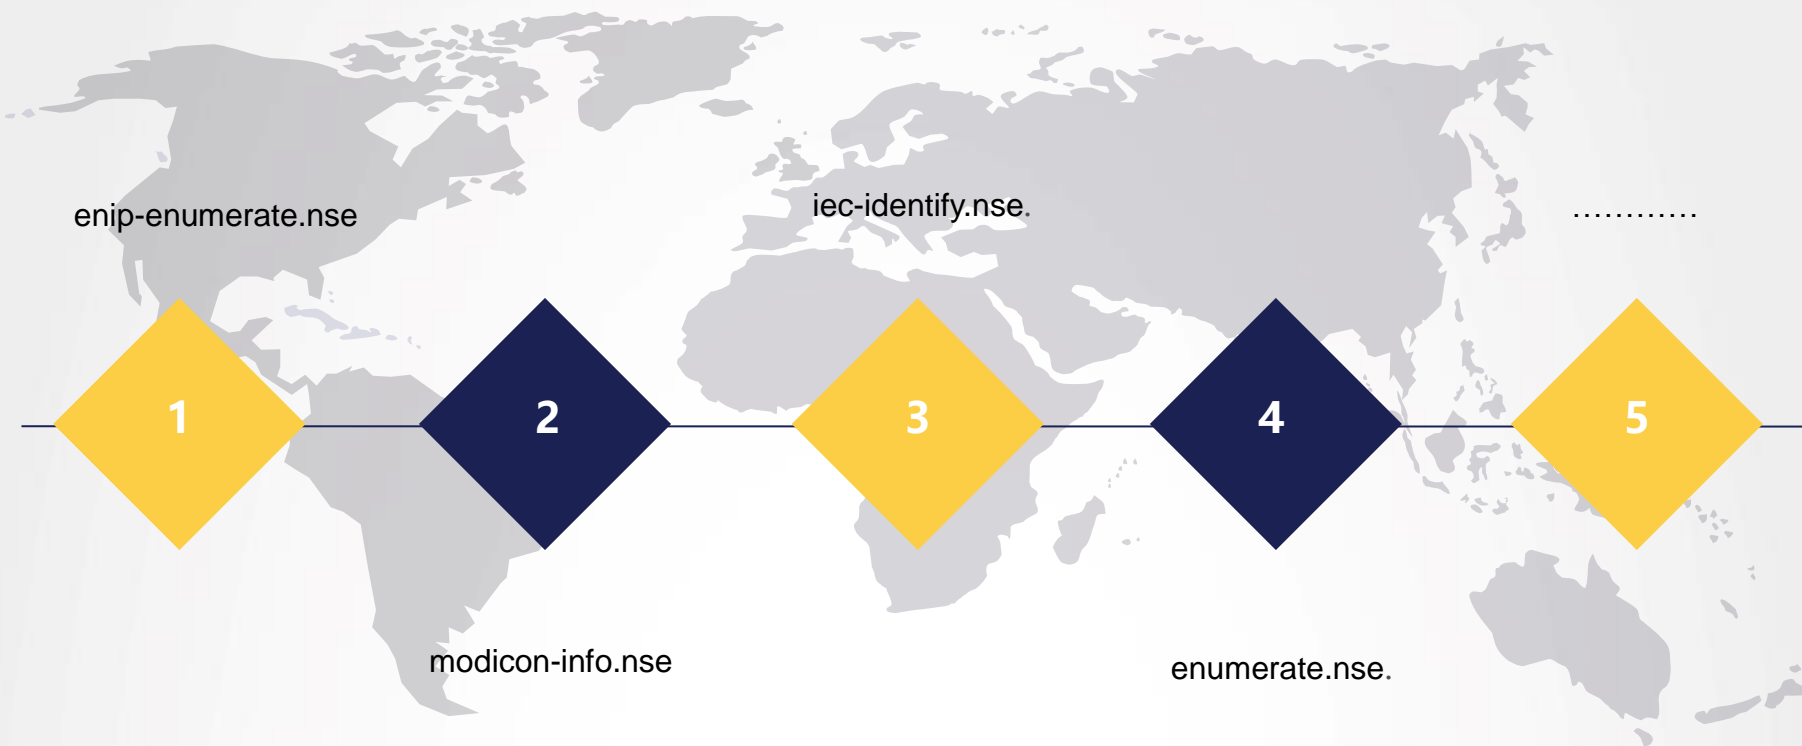 enip-enumerate.nse
iec-identify.nse.
…………
1
2
3
4
5
modicon-info.nse
enumerate.nse.